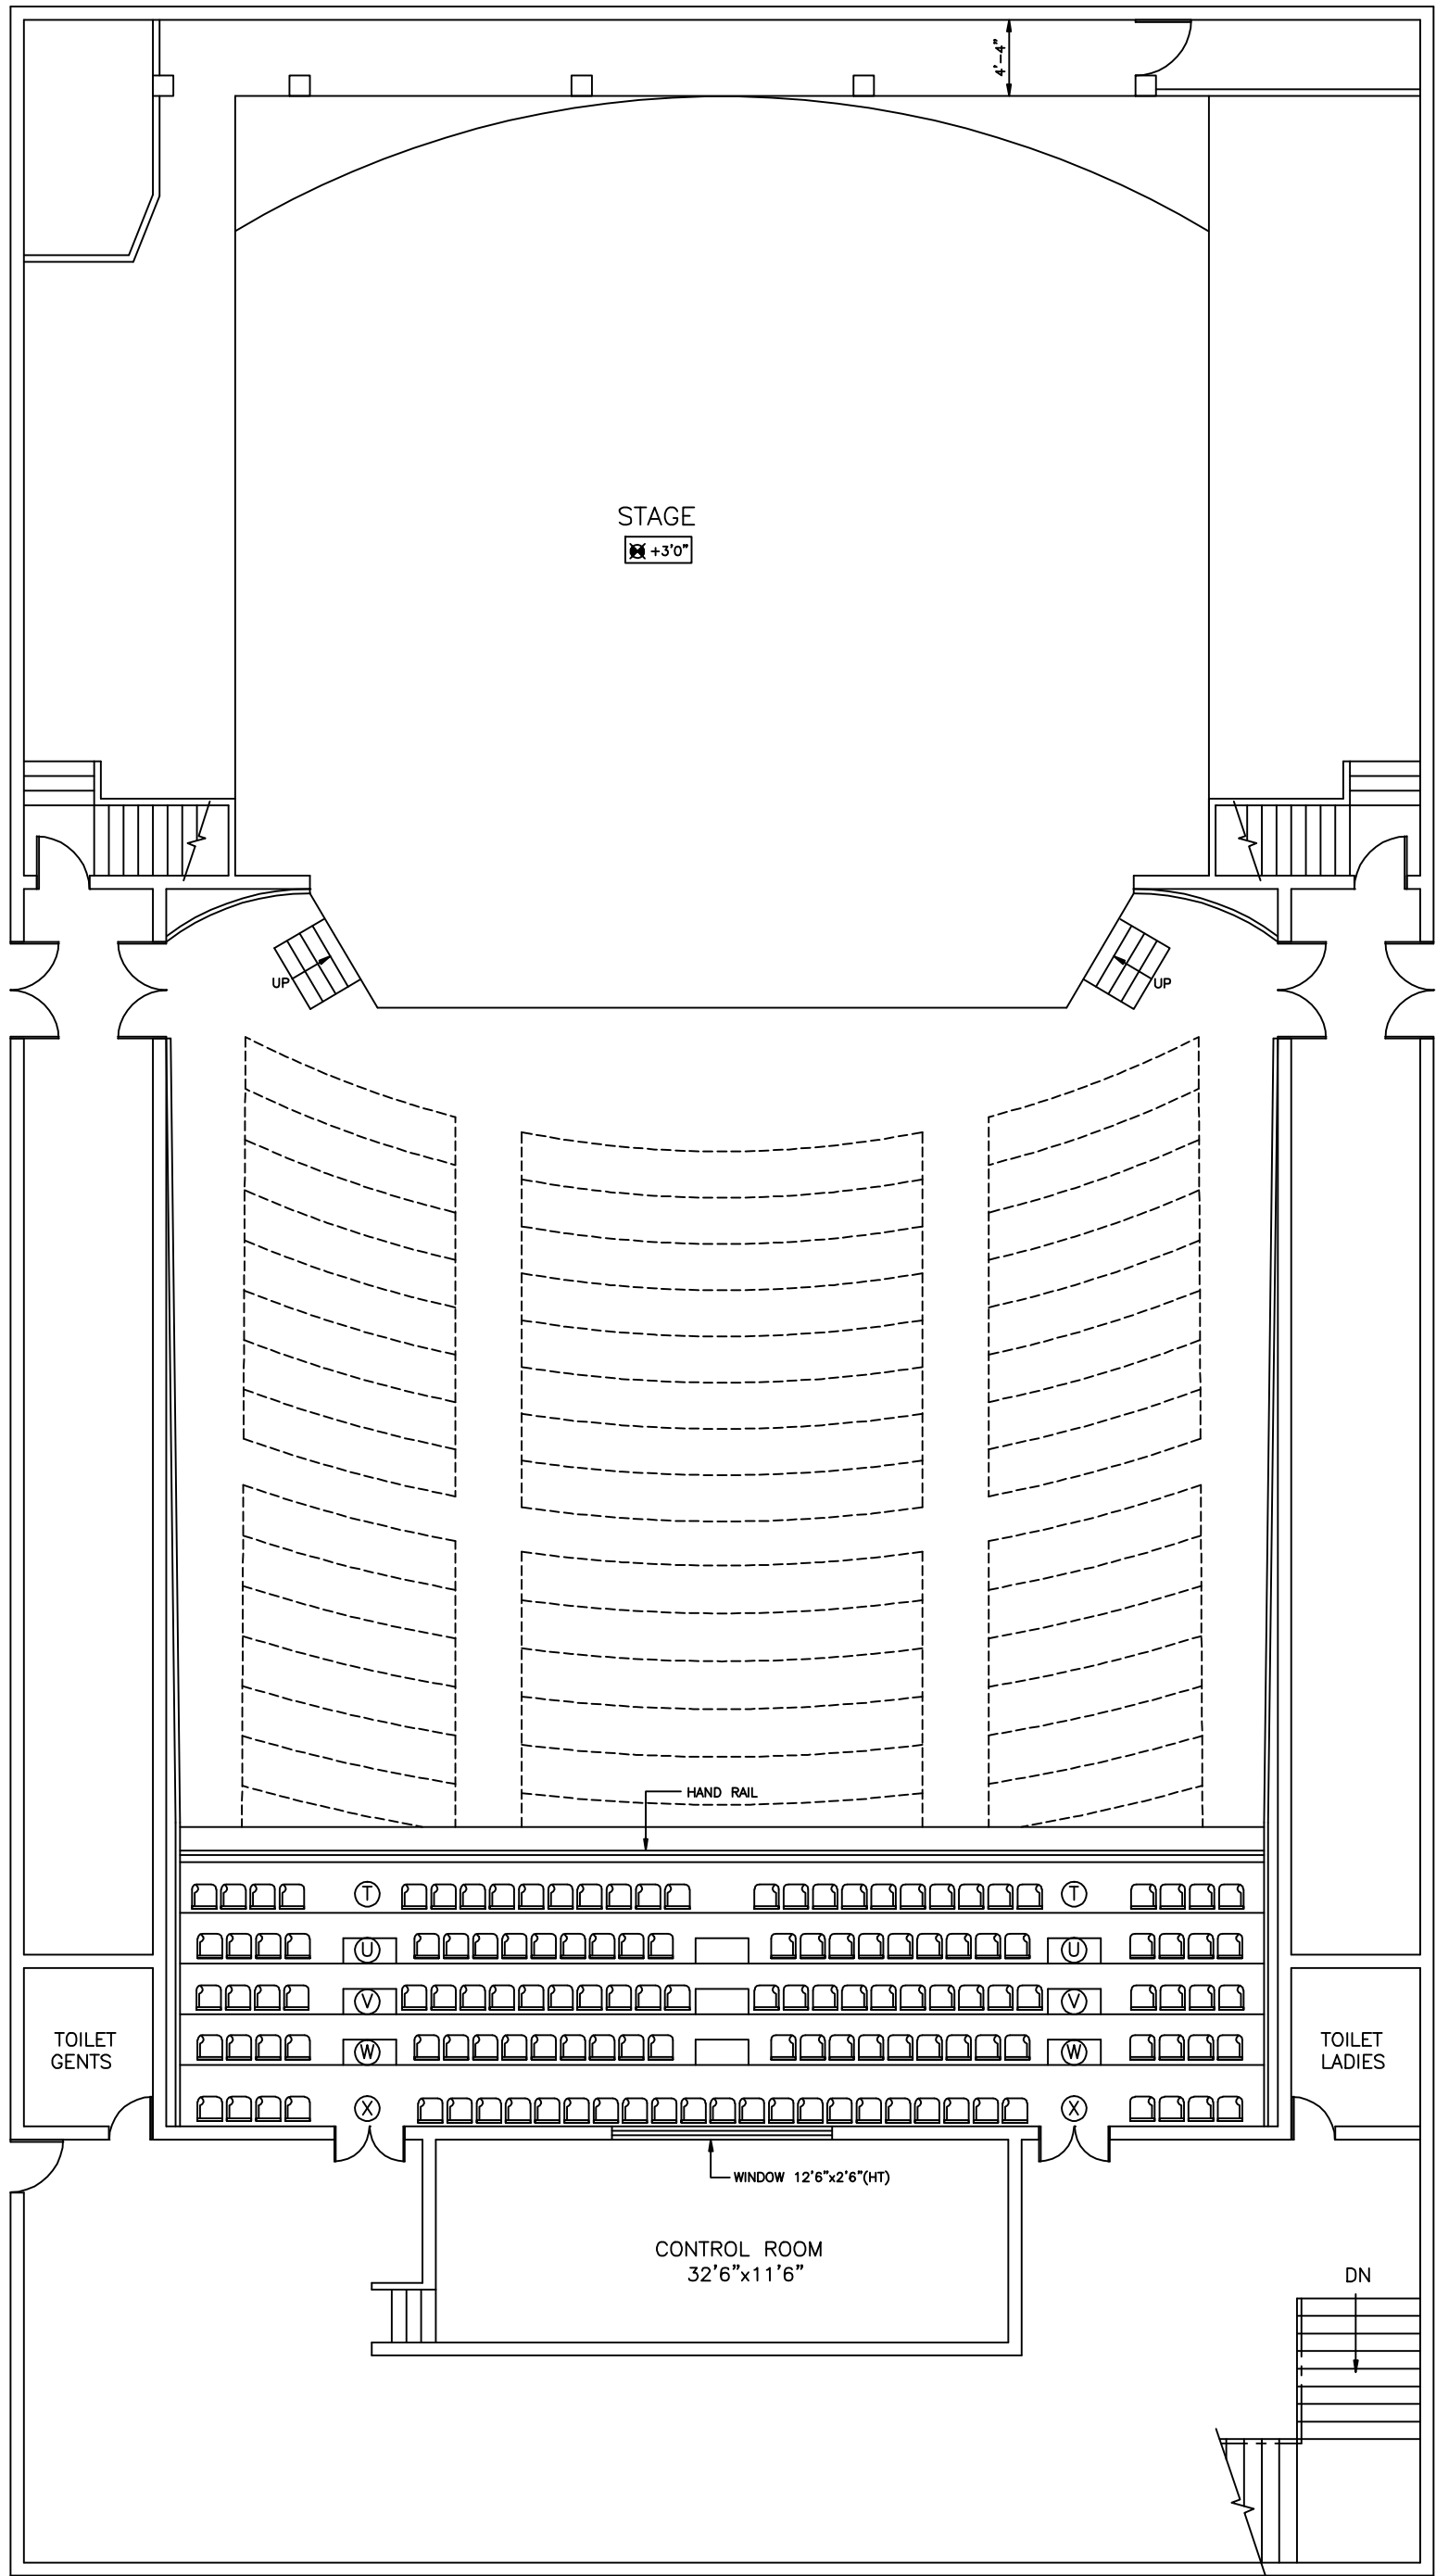 4'-4"
STAGE
+3'0"
UP
UP
HAND RAIL
T
T
U
U
V
V
W
W
X
X
TOILET
GENTS
TOILET
LADIES
WINDOW 12'6"x2'6"(HT)
CONTROL ROOM
32'6"x11'6"
DN